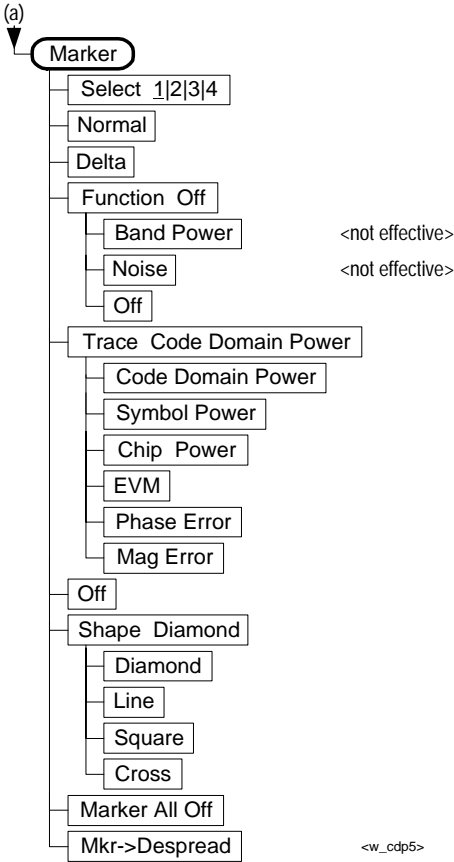 (a)
Marker
Select 1|2|3|4
Normal
Delta
Function Off
Band Power <not effective>
Noise <not effective>
Off
Trace Code Domain Power
Code Domain Power
Symbol Power
Chip Power
EVM
Phase Error
Mag Error
Off
Shape Diamond
Diamond
Line
Square
Cross
Marker All Off
Mkr->Despread <w_cdp5>